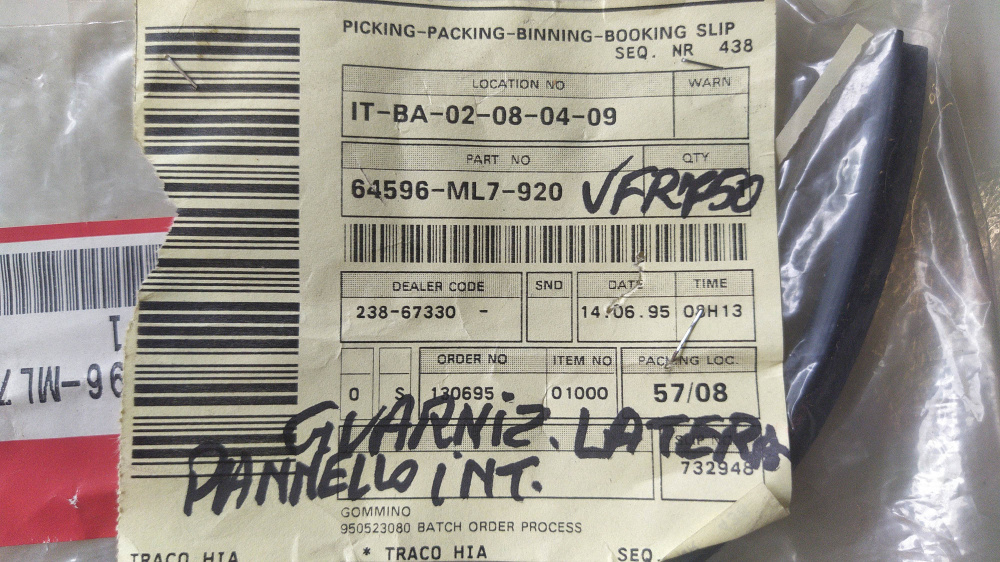 PICKING-PACKING-BINNING-BOOKING SLIP
SEQ. NR 438
LOCATION NO WARN
IT-BA-02-08-04-09
PART NO QTY
64596-ML7-920 VFR750
DEALER CODE SND DATE TIME
238-67330 - 14.06.95 08H13
ORDER NO ITEM NO PACKING LOC.
0 S 130695 01000 57/08
GUARNIZ. LATERA
PANNELLO INT.
732948
GOMMINO
950523080 BATCH ORDER PROCESS
TRACO HIA * TRACO HIA SEQ.
1
96-ML7